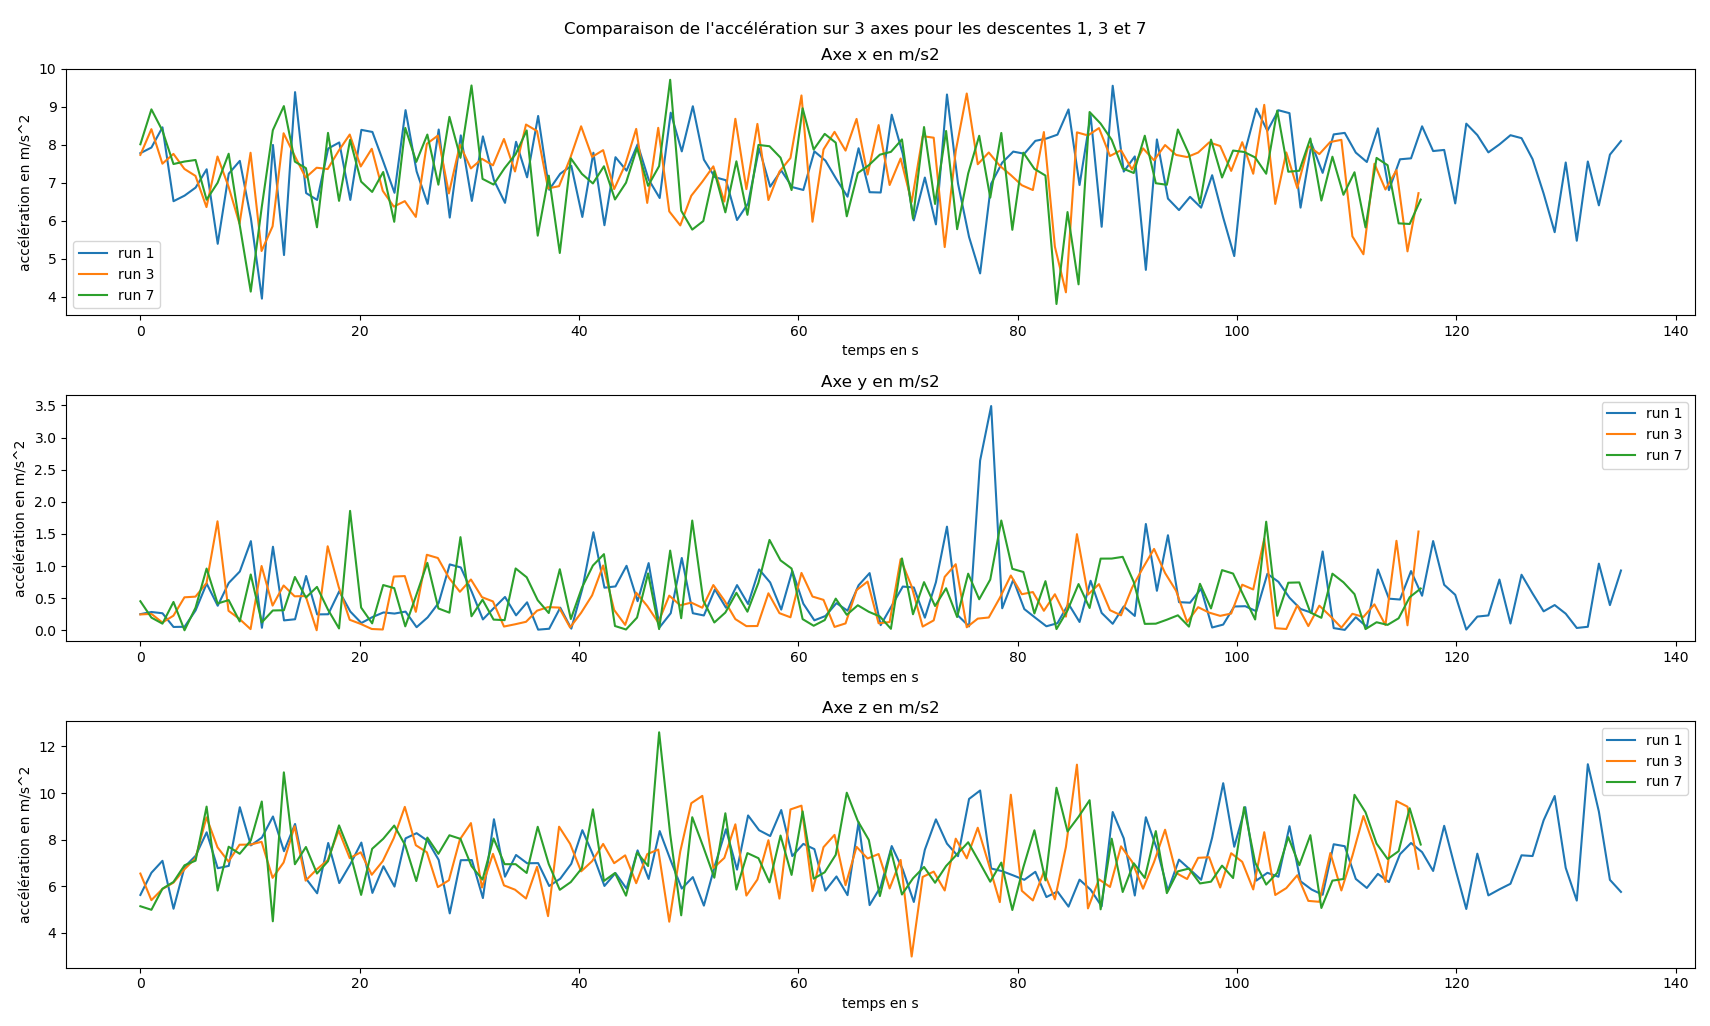 Comparaison de l'accélération sur 3 axes pour les descentes 1, 3 et 7
Axe x en m/s2
accélération en m/s^2
10
9
8
7
6
5
4
run 1
run 3
run 7
0 20 40 60 80 100 120 140
temps en s
Axe y en m/s2
accélération en m/s^2
3.5
3.0
2.5
2.0
1.5
1.0
0.5
0.0
run 1
run 3
run 7
0 20 40 60 80 100 120 140
temps en s
Axe z en m/s2
accélération en m/s^2
12
10
8
6
4
run 1
run 3
run 7
0 20 40 60 80 100 120 140
temps en s